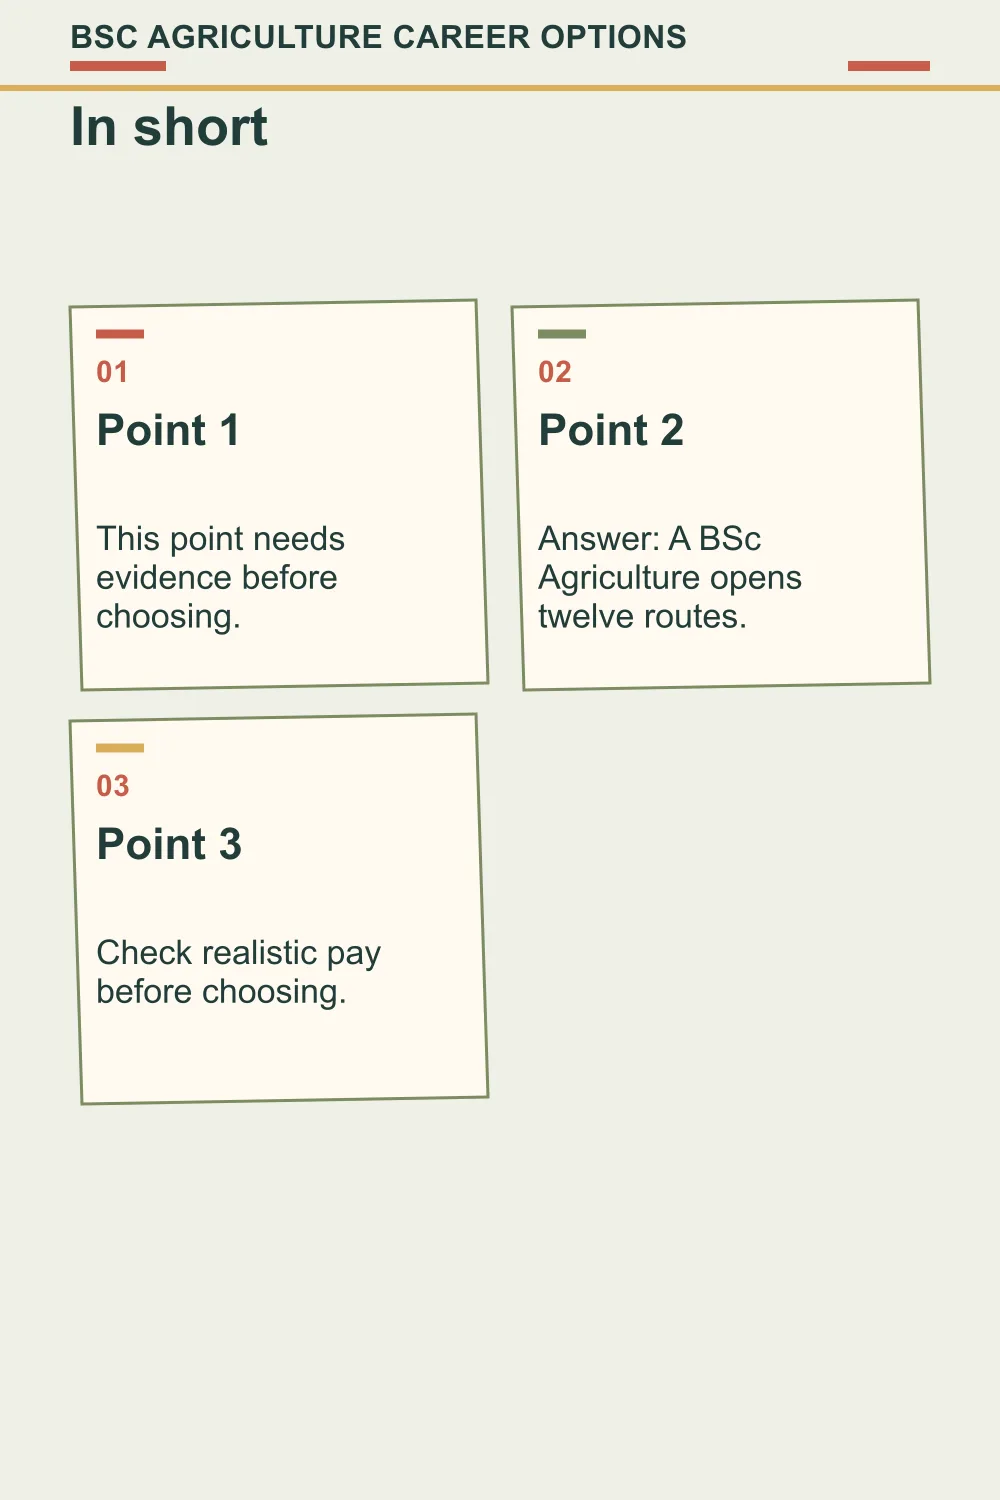 BSC AGRICULTURE CAREER OPTIONS
In short
01
Point 1
This point needs
evidence before
choosing.
02
Point 2
Answer: A BSc
Agriculture opens
twelve routes.
03
Point 3
Check realistic pay
before choosing.